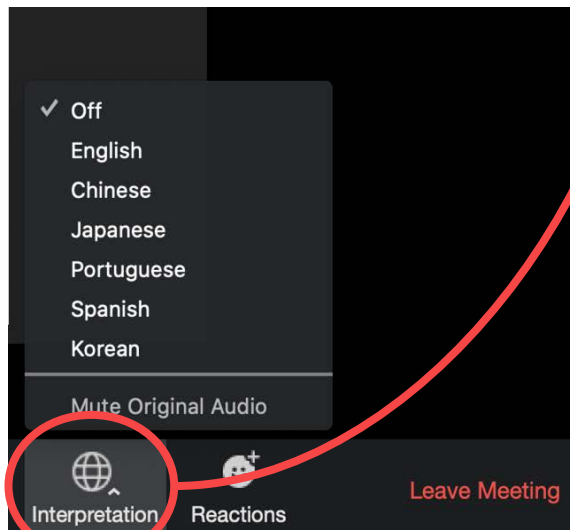 Off
English
Chinese
Japanese
Portuguese
Spanish
Korean
Mute Original Audio
Interpretation
Reactions
Leave Meeting